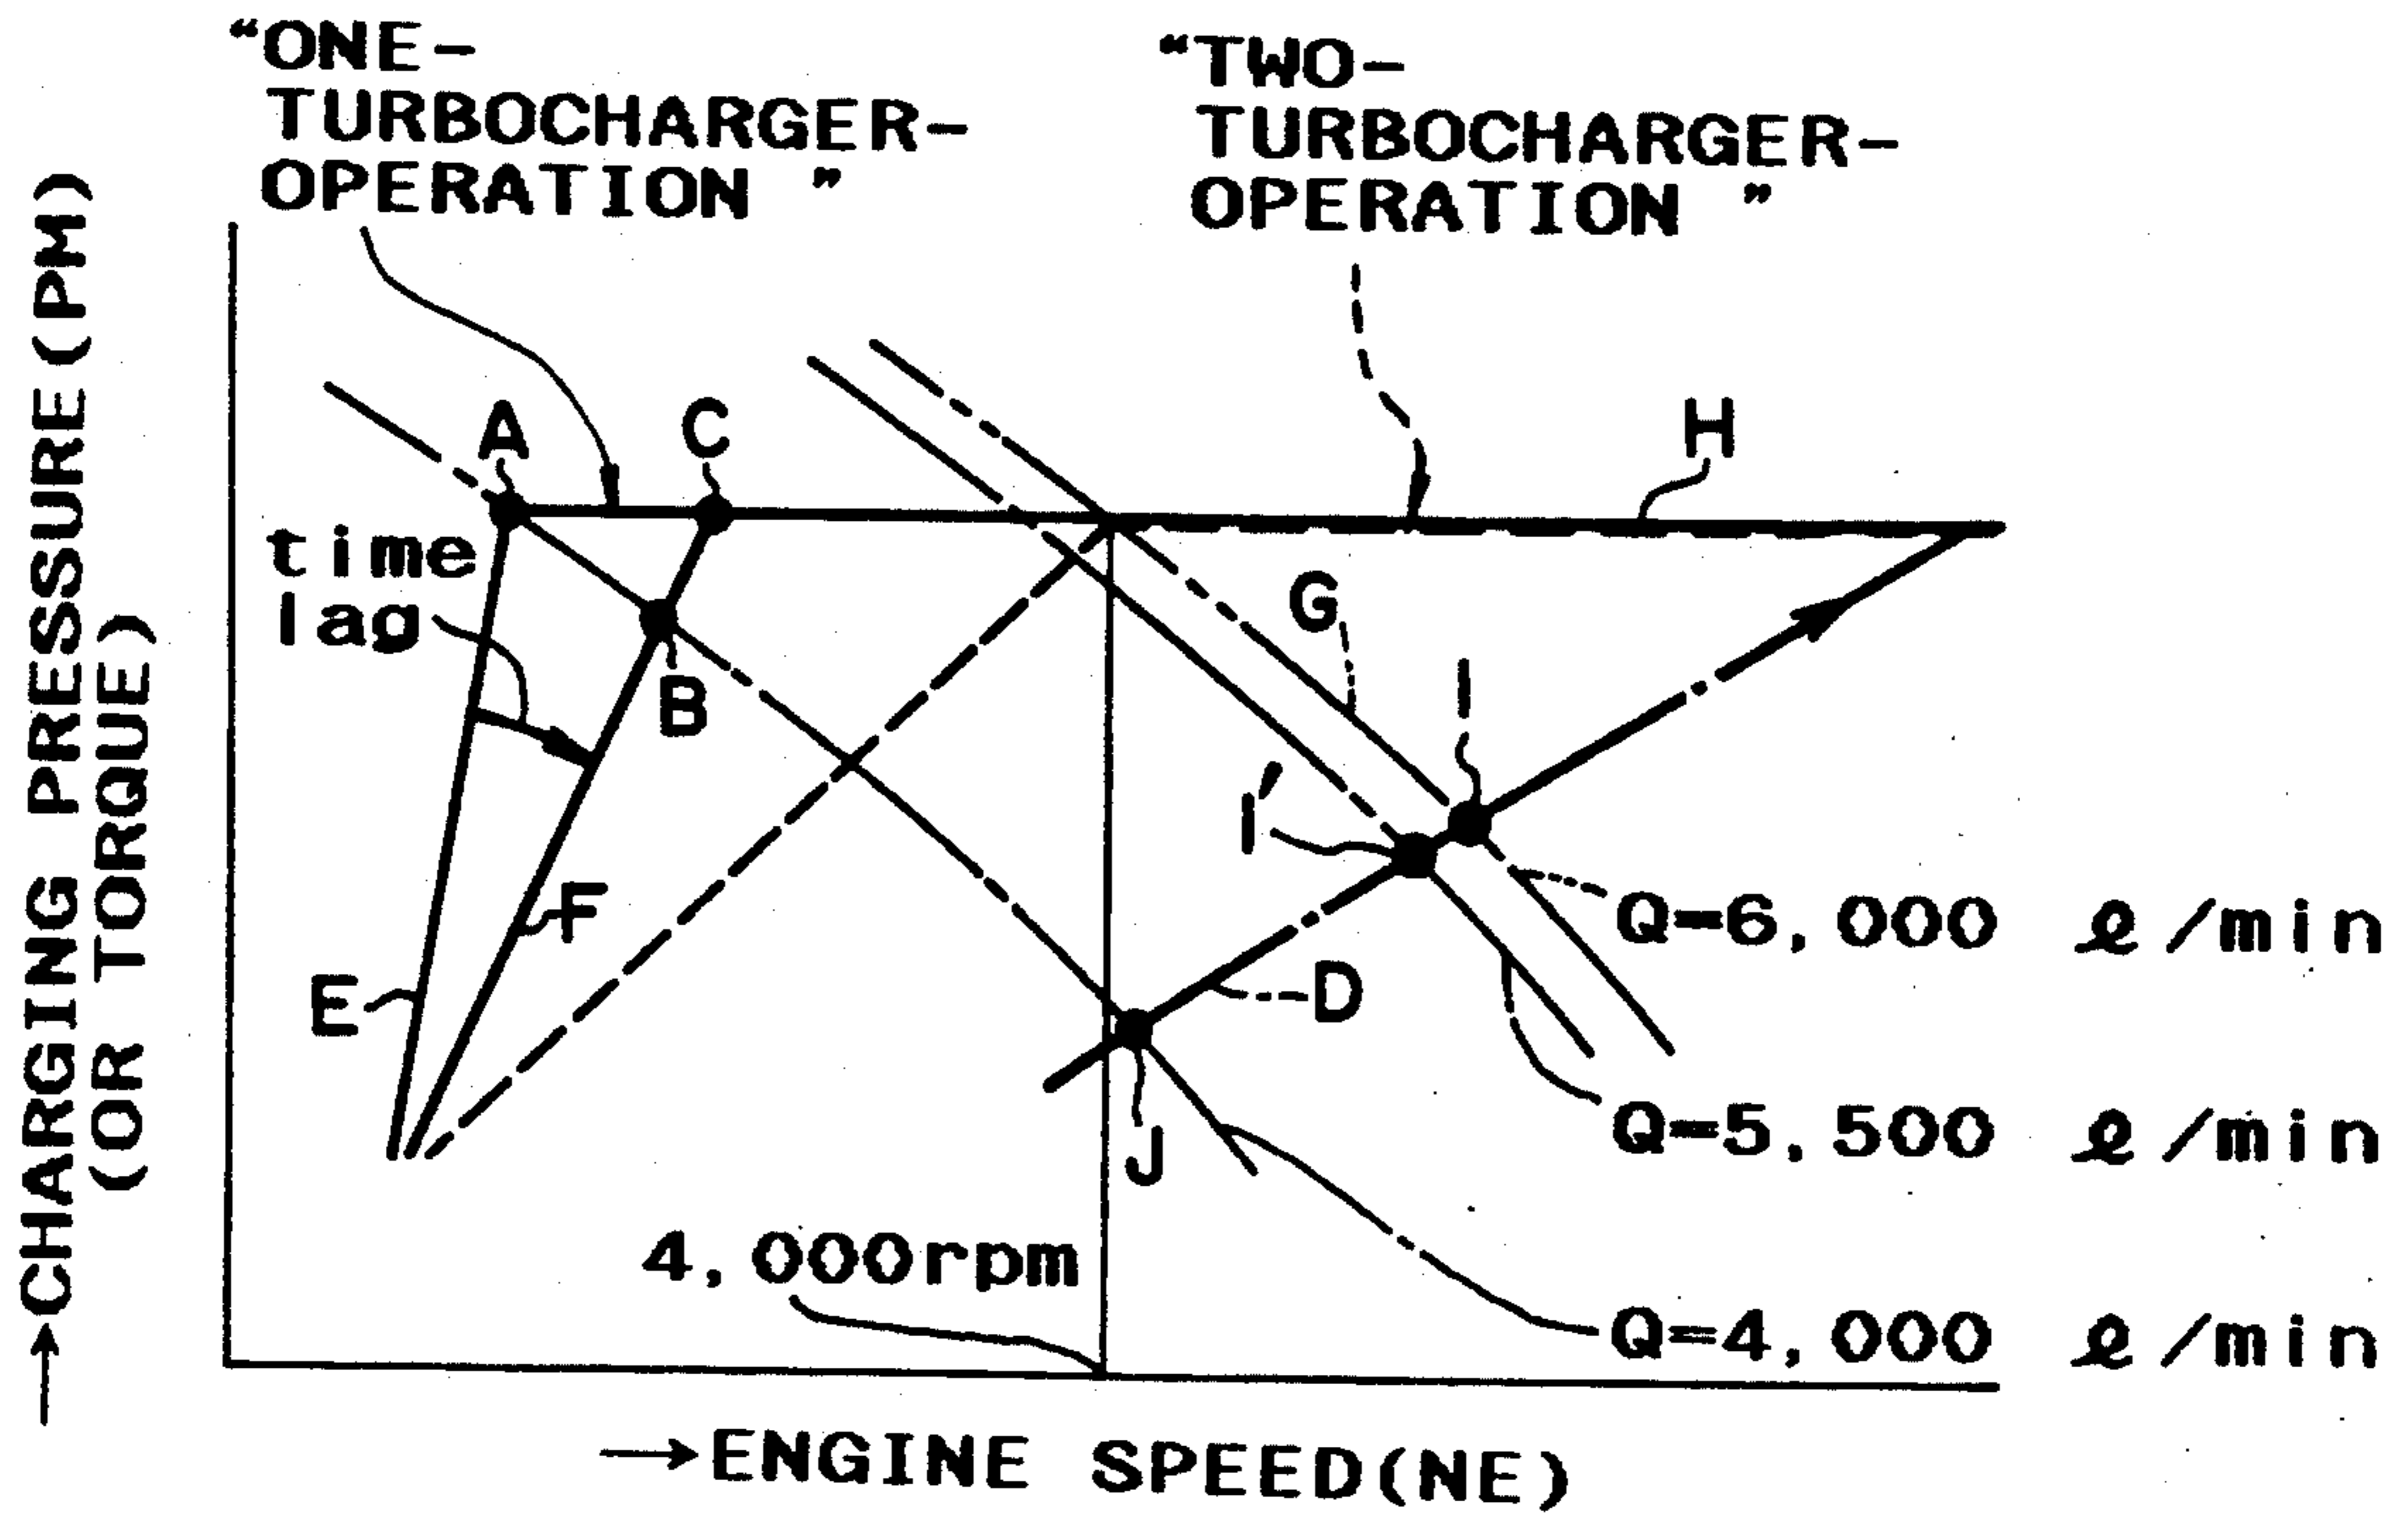 “ONE-
TURBOCHARGER-
OPERATION ”
“TWO-
TURBOCHARGER-
OPERATION ”
→CHARGING PRESSURE(PM)
(OR TORQUE)
A
C
H
time
lag
G
B
I
I′
F
Q=6,000 ℓ/min
E
D
Q=5,500 ℓ/min
J
4,000rpm
Q=4,000 ℓ/min
→ENGINE SPEED(NE)